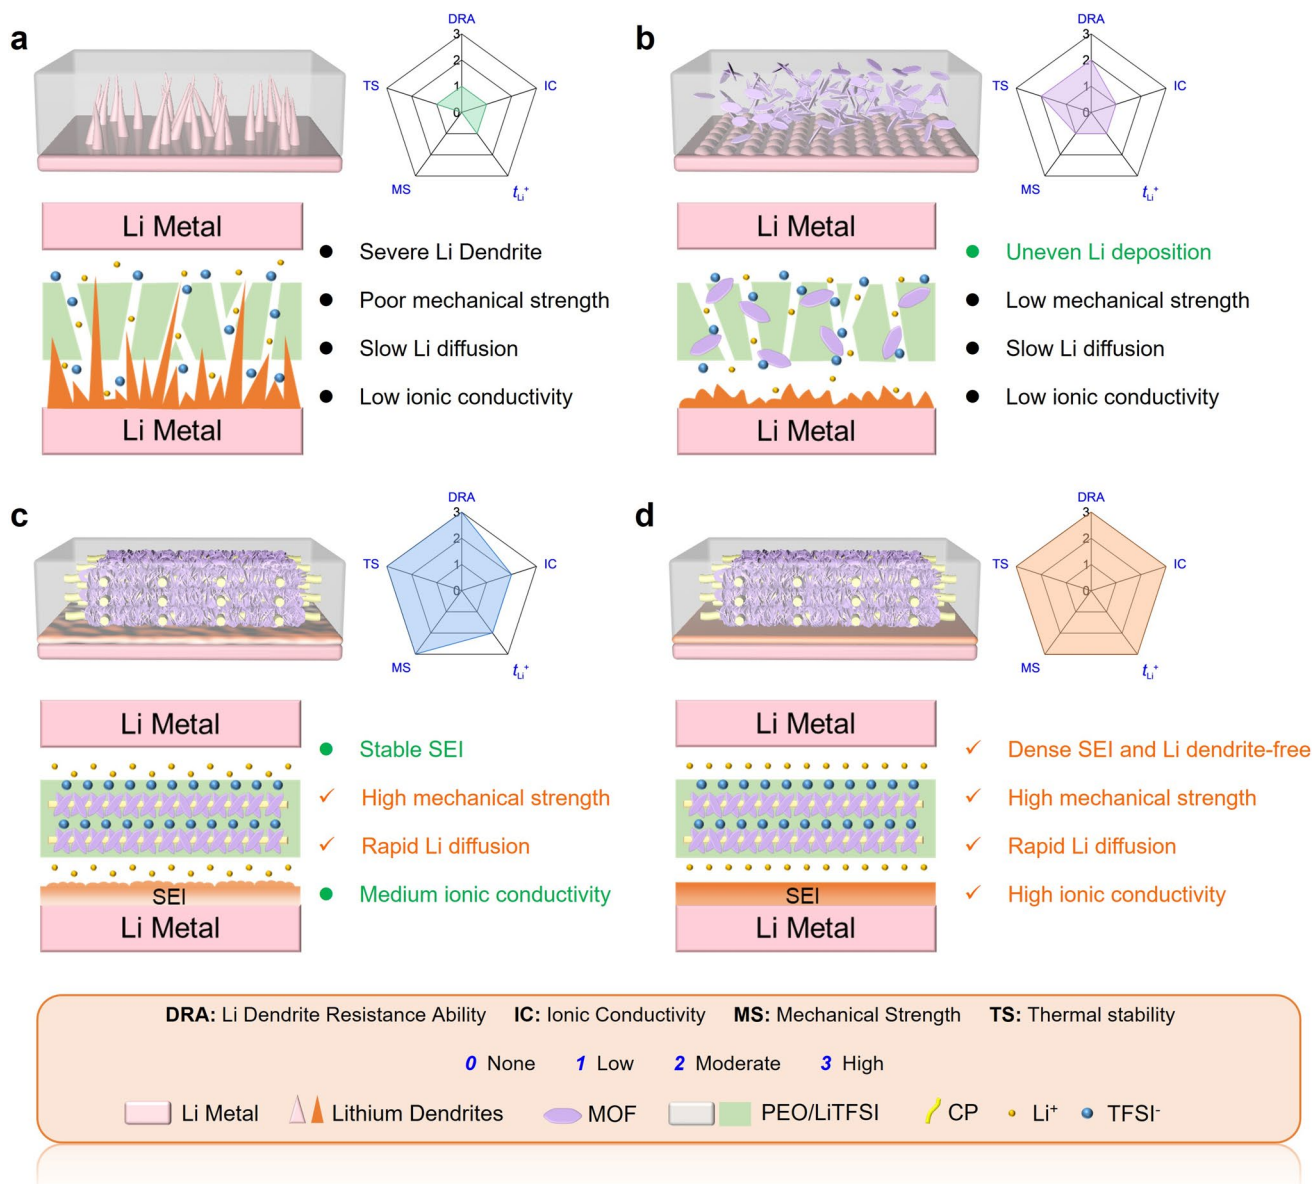 a
DRA
3
2
1
0
TS
IC
MS
tLi+
Li Metal
Severe Li Dendrite
Poor mechanical strength
Slow Li diffusion
Low ionic conductivity
Li Metal
b
DRA
3
2
1
0
TS
IC
MS
tLi+
Li Metal
Uneven Li deposition
Low mechanical strength
Slow Li diffusion
Low ionic conductivity
Li Metal
c
DRA
3
2
1
0
TS
IC
MS
tLi+
Li Metal
Stable SEI
High mechanical strength
Rapid Li diffusion
Medium ionic conductivity
SEI
Li Metal
d
DRA
3
2
1
0
TS
IC
MS
tLi+
Li Metal
Dense SEI and Li dendrite-free
High mechanical strength
Rapid Li diffusion
High ionic conductivity
SEI
Li Metal
DRA: Li Dendrite Resistance Ability IC: Ionic Conductivity MS: Mechanical Strength TS: Thermal stability
0 None 1 Low 2 Moderate 3 High
Li Metal Lithium Dendrites MOF PEO/LiTFSI CP Li+ TFSI-